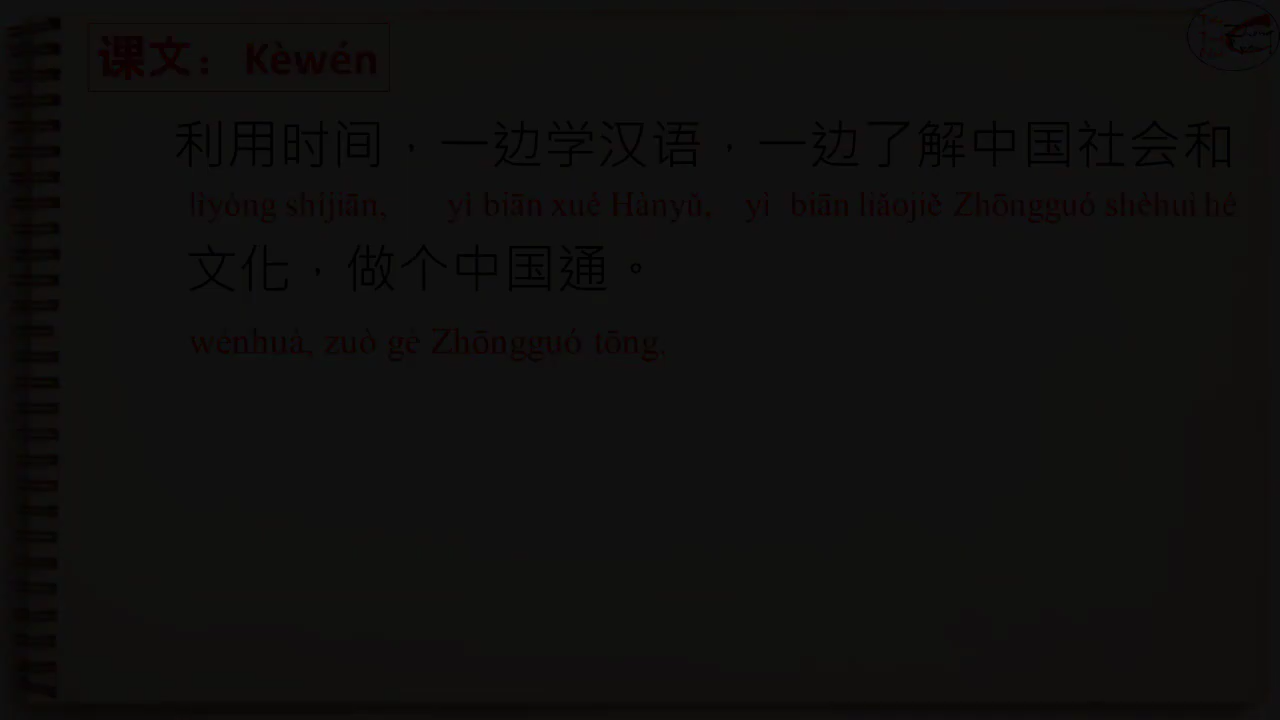 课文：Kèwén
利用时间，一边学汉语，一边了解中国社会和
lìyòng shíjiān, yì biān xué Hànyǔ, yì biān liǎojiě Zhōngguó shèhuì hé
文化，做个中国通。
wénhuà, zuò gè Zhōngguó tōng.